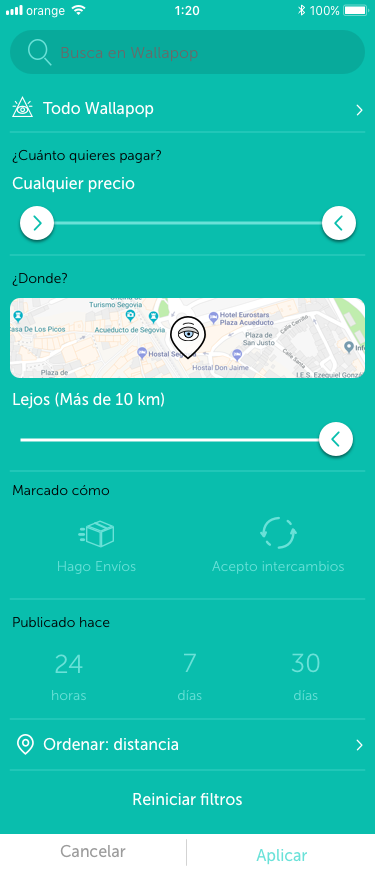 orange 1:20 100%
Busca en Wallapop
Todo Wallapop
¿Cuánto quieres pagar?
Cualquier precio
¿Donde?
Turismo Segovia
Casa De Los Picos
Acueducto de Segovia
Hotel Eurostars
Plaza Acueducto
Plaza de
San Justo
Calle Carrito
Hostal Seg
Hostal Don Jaime
Calle Santa
Info
Plaza de
I.E.S. Ezequiel Gonzál
Lejos (Más de 10 km)
Marcado cómo
Hago Envíos Acepto intercambios
Publicado hace
24 7 30
horas días días
Ordenar: distancia
Reiniciar filtros
Cancelar Aplicar